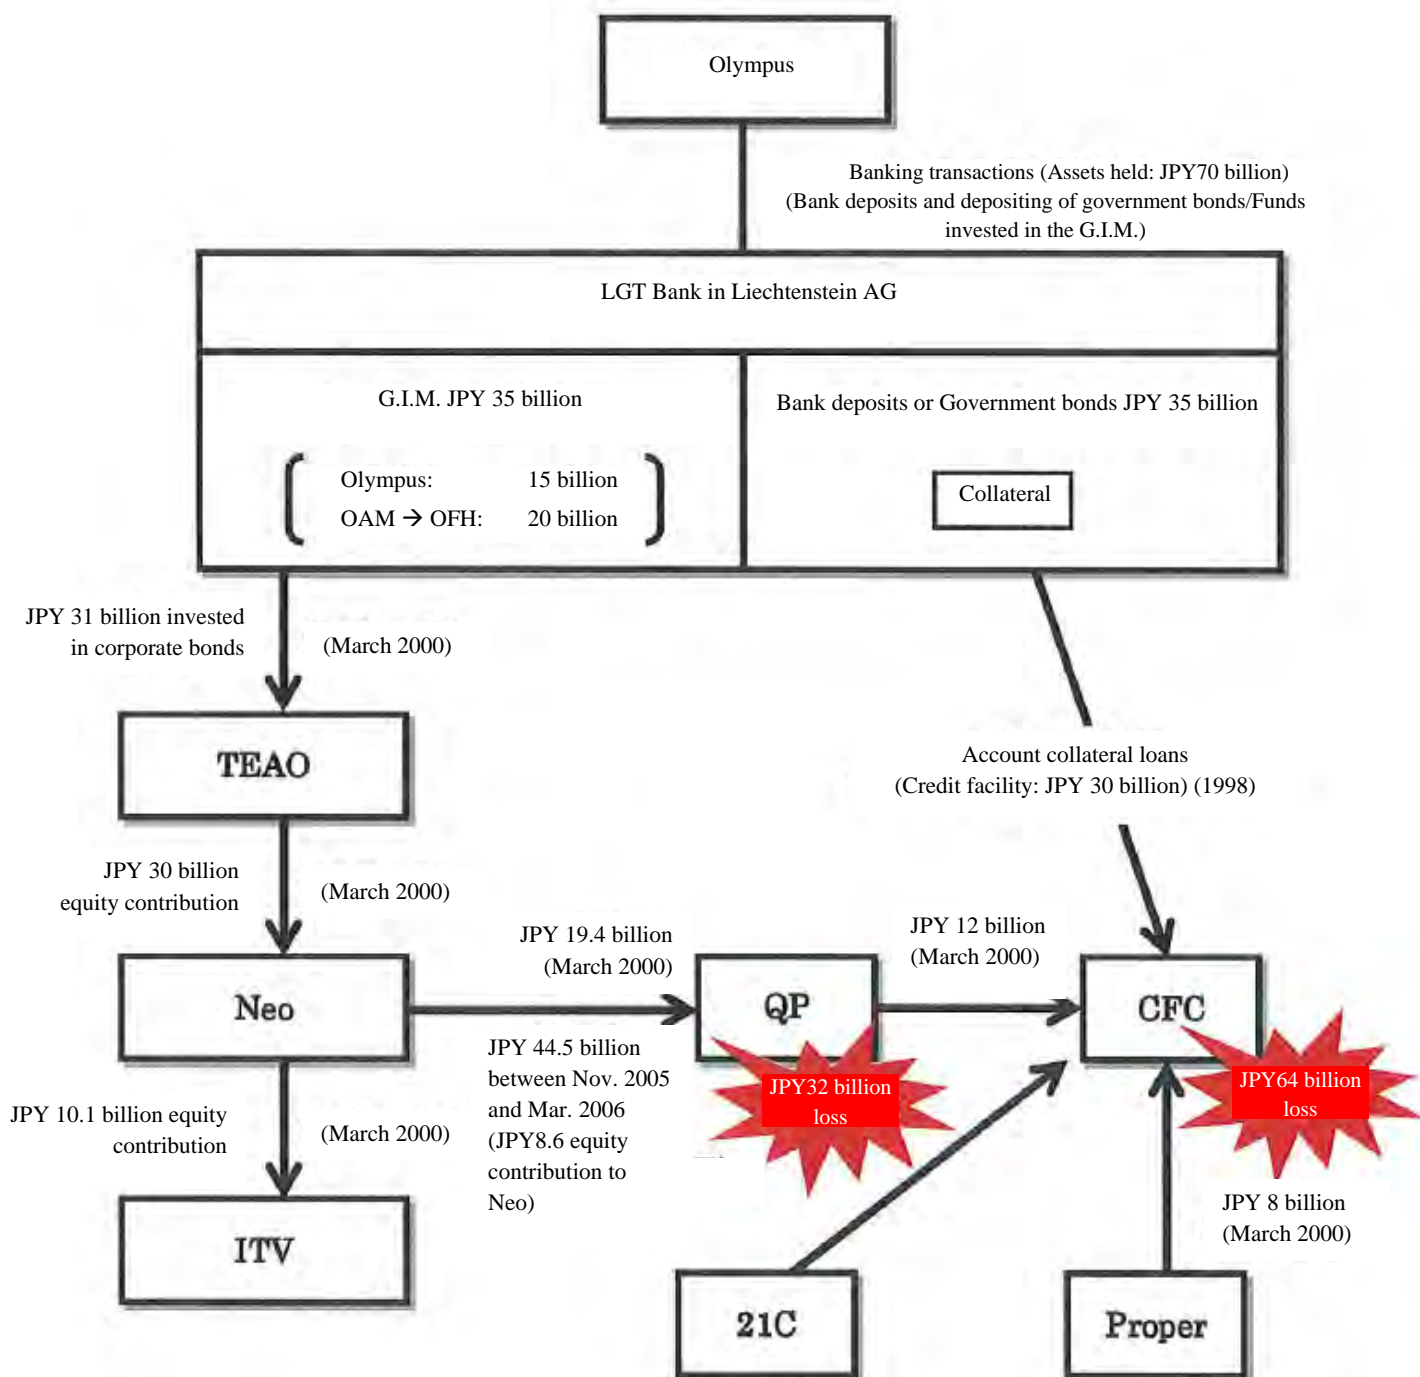 Olympus
Banking transactions (Assets held: JPY70 billion)
(Bank deposits and depositing of government bonds/Funds
invested in the G.I.M.)
LGT Bank in Liechtenstein AG
G.I.M. JPY 35 billion
Olympus: 15 billion
OAM → OFH: 20 billion
Bank deposits or Government bonds JPY 35 billion
Collateral
JPY 31 billion invested
in corporate bonds
(March 2000)
TEAO
Account collateral loans
(Credit facility: JPY 30 billion) (1998)
JPY 30 billion
equity contribution
(March 2000)
Neo
JPY 19.4 billion
(March 2000)
JPY 44.5 billion
between Nov. 2005
and Mar. 2006
(JPY8.6 equity
contribution to
Neo)
QP
JPY32 billion
loss
JPY 12 billion
(March 2000)
CFC
JPY64 billion
loss
JPY 10.1 billion equity
contribution
(March 2000)
ITV
JPY 8 billion
(March 2000)
21C
Proper